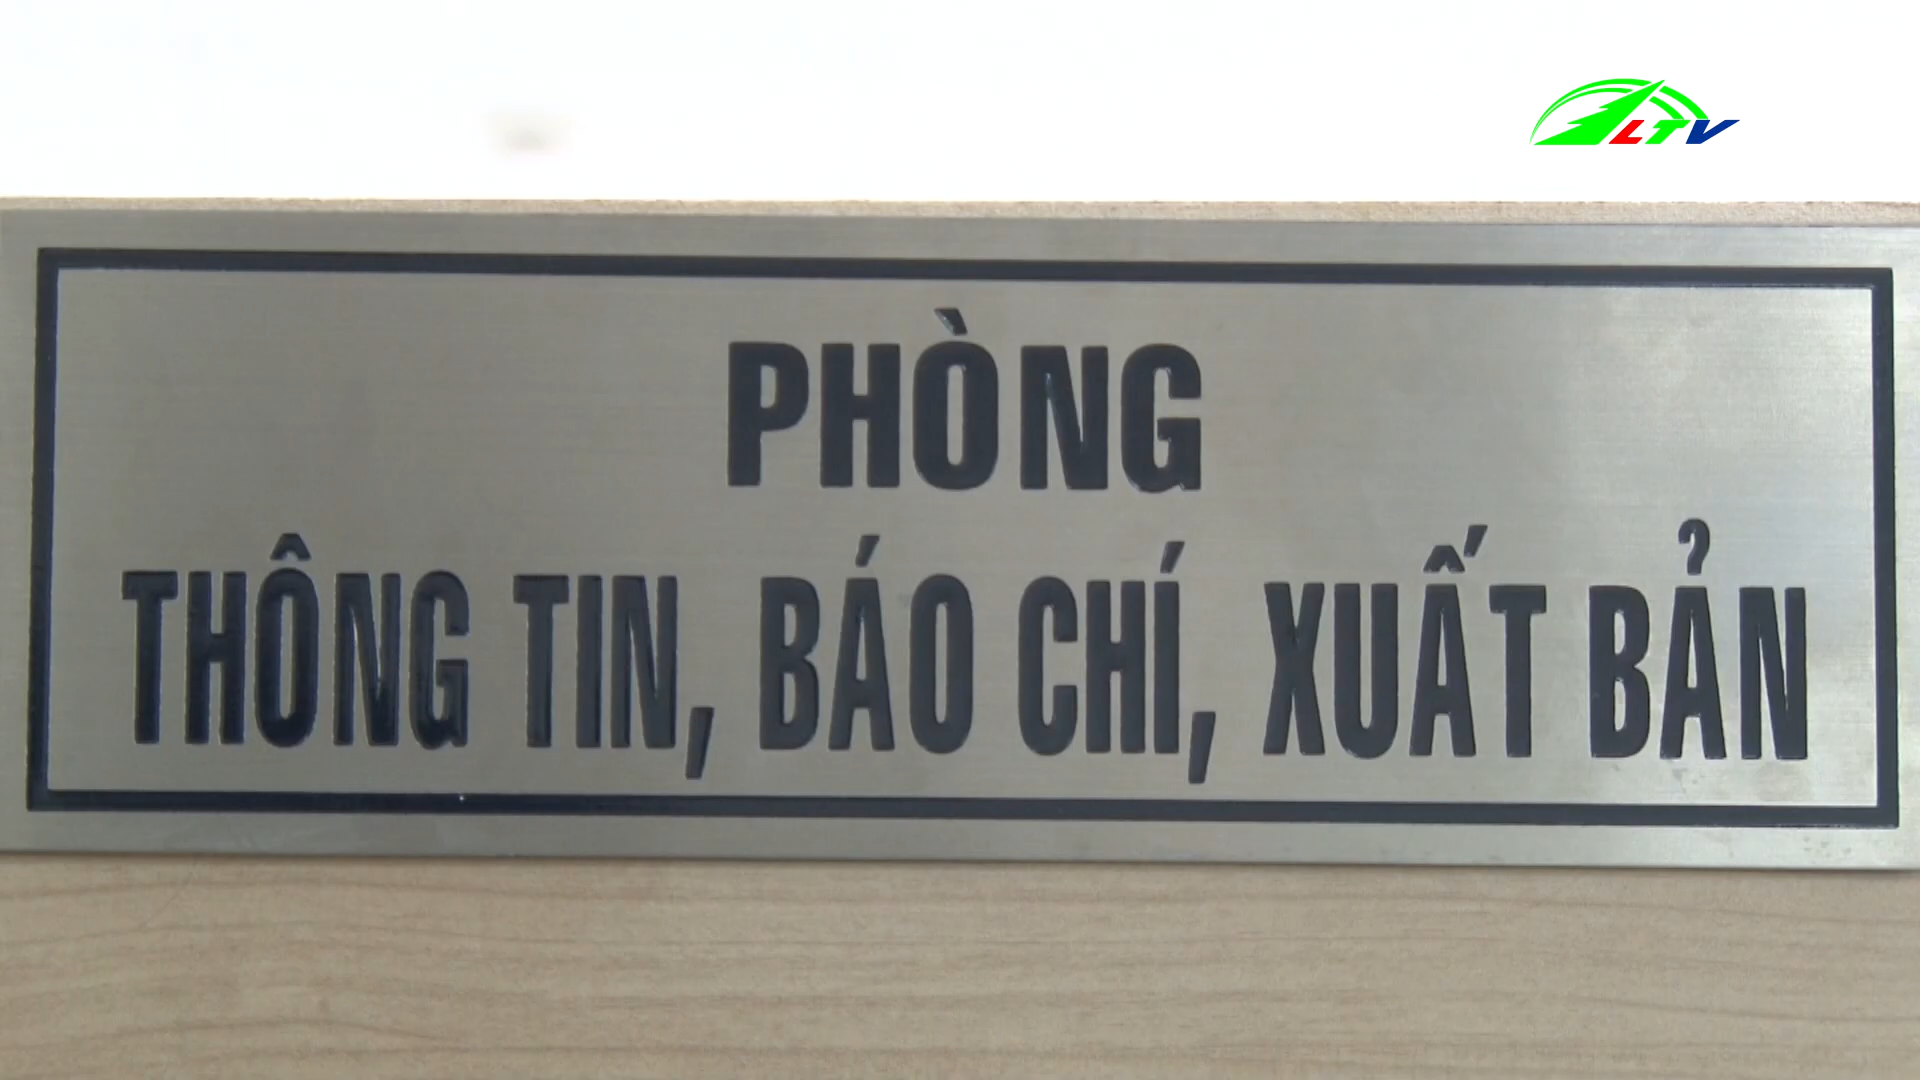 LTV
PHÒNG
THÔNG TIN, BÁO CHÍ, XUẤT BẢN